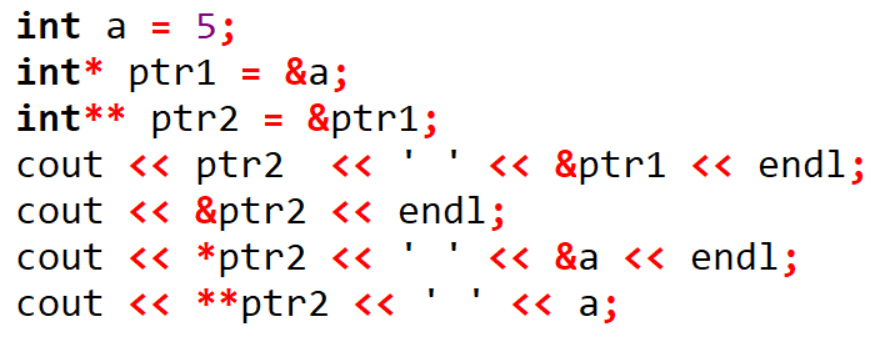 int a = 5;
int* ptr1 = &a;
int** ptr2 = &ptr1;
cout << ptr2  << ' ' << &ptr1 << endl;
cout << &ptr2 << endl;
cout << *ptr2 << ' ' << &a << endl;
cout << **ptr2 << ' ' << a;